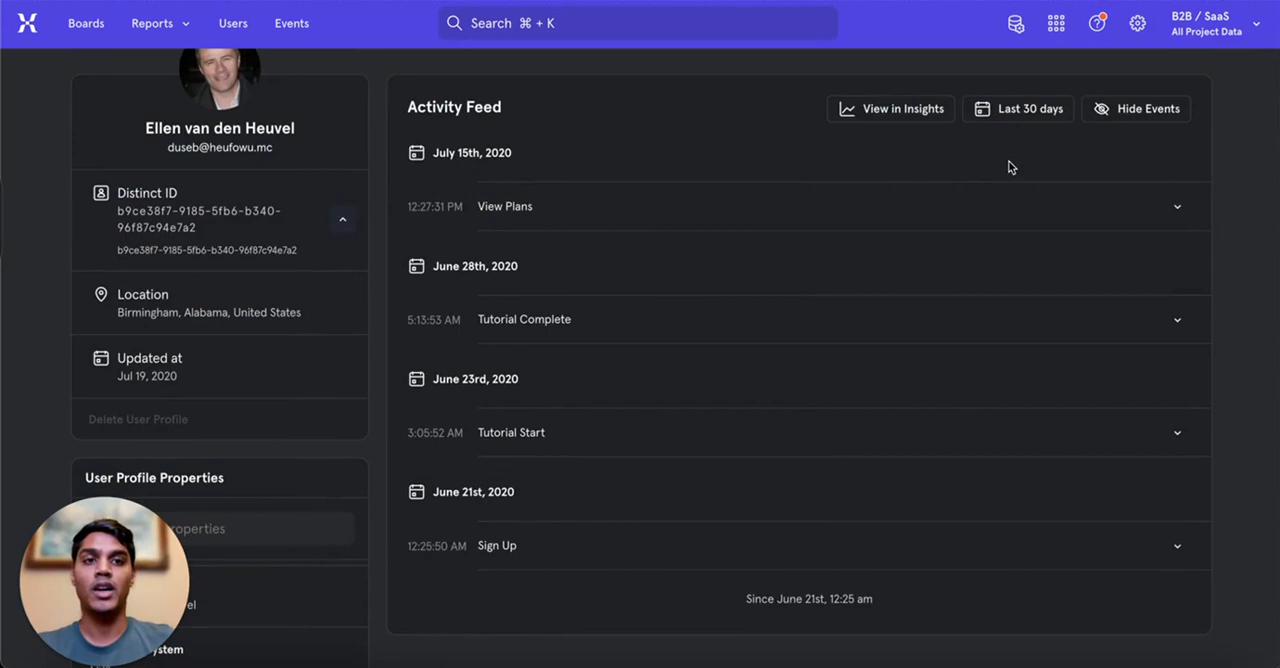 Boards
Reports
Users
Events
Search ⌘ + K
B2B / SaaS
All Project Data
Ellen van den Heuvel
duseb@heufowu.mc
Distinct ID
b9ce38f7-9185-5fb6-b340-
96f87c94e7a2
b9ce38f7-9185-5fb6-b340-96f87c94e7a2
Location
Birmingham, Alabama, United States
Updated at
Jul 19, 2020
Delete User Profile
User Profile Properties
roperties
el
ystem
Activity Feed
View in Insights
Last 30 days
Hide Events
July 15th, 2020
12:27:31 PM View Plans
June 28th, 2020
5:13:53 AM Tutorial Complete
June 23rd, 2020
3:05:52 AM Tutorial Start
June 21st, 2020
12:25:50 AM Sign Up
Since June 21st, 12:25 am